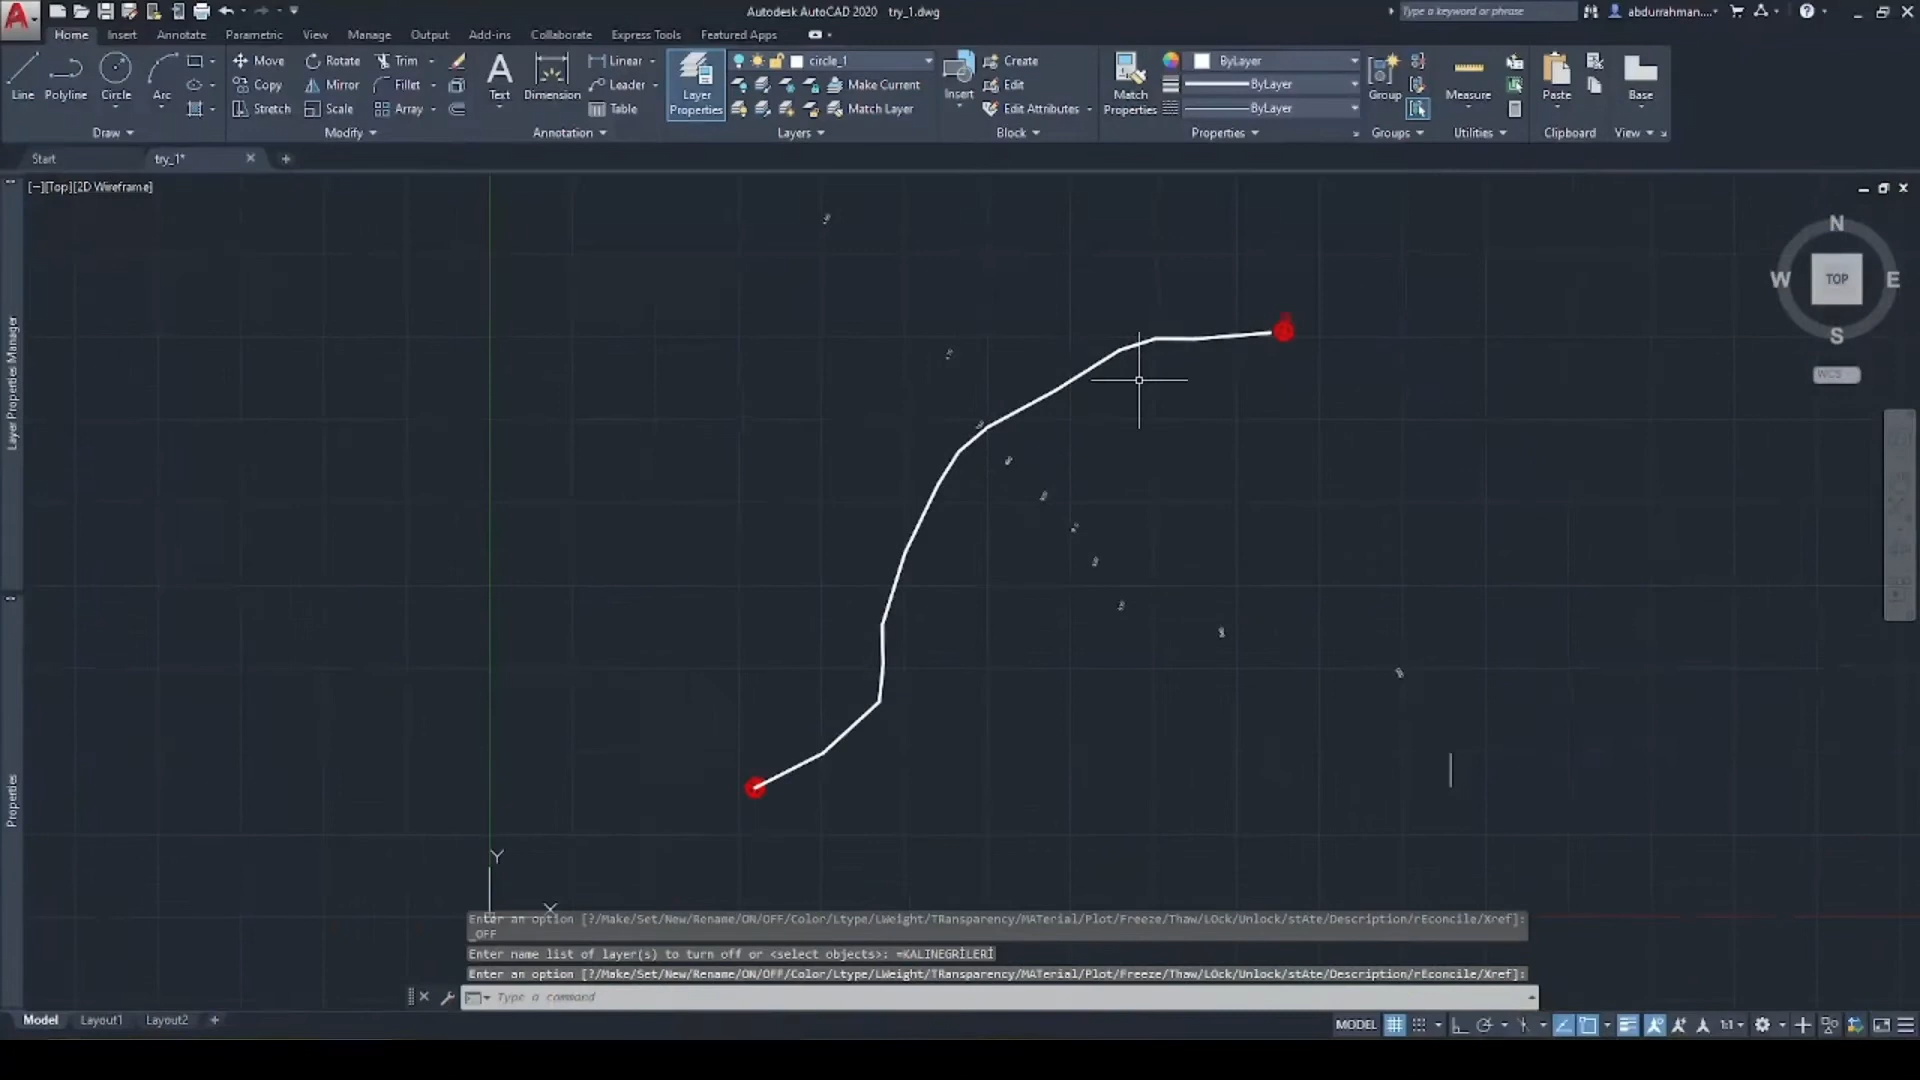 Autodesk AutoCAD 2020 try_1.dwg
Type a keyword or phrase
abdurrahman....
Home Insert Annotate Parametric View Manage Output Add-ins Collaborate Express Tools Featured Apps
Line Polyline Circle Arc
Move Rotate Trim
Copy Mirror Fillet
Stretch Scale Array
Text Dimension
Linear
Leader
Table
Layer Properties
circle_1
Make Current
Match Layer
Insert
Create
Edit
Edit Attributes
Match Properties
ByLayer
ByLayer
ByLayer
Group
Measure
Paste
Base
Draw Modify Annotation Layers Block Properties Groups Utilities Clipboard View
Start try_1*
[−][Top][2D Wireframe]
N
W TOP E
S
WCS
Layer Properties Manager
Properties
Y
X
Enter an option [?/Make/Set/New/Rename/ON/OFF/Color/Ltype/LWeight/TRansparency/MATerial/Plot/Freeze/Thaw/LOck/Unlock/stAte/Description/rEconcile/Xref]:
_OFF
Enter name list of layer(s) to turn off or <select objects>: =KALINEGRİLERİ
Enter an option [?/Make/Set/New/Rename/ON/OFF/Color/Ltype/LWeight/TRansparency/MATerial/Plot/Freeze/Thaw/LOck/Unlock/stAte/Description/rEconcile/Xref]:
Type a command
Model Layout1 Layout2
MODEL 1:1